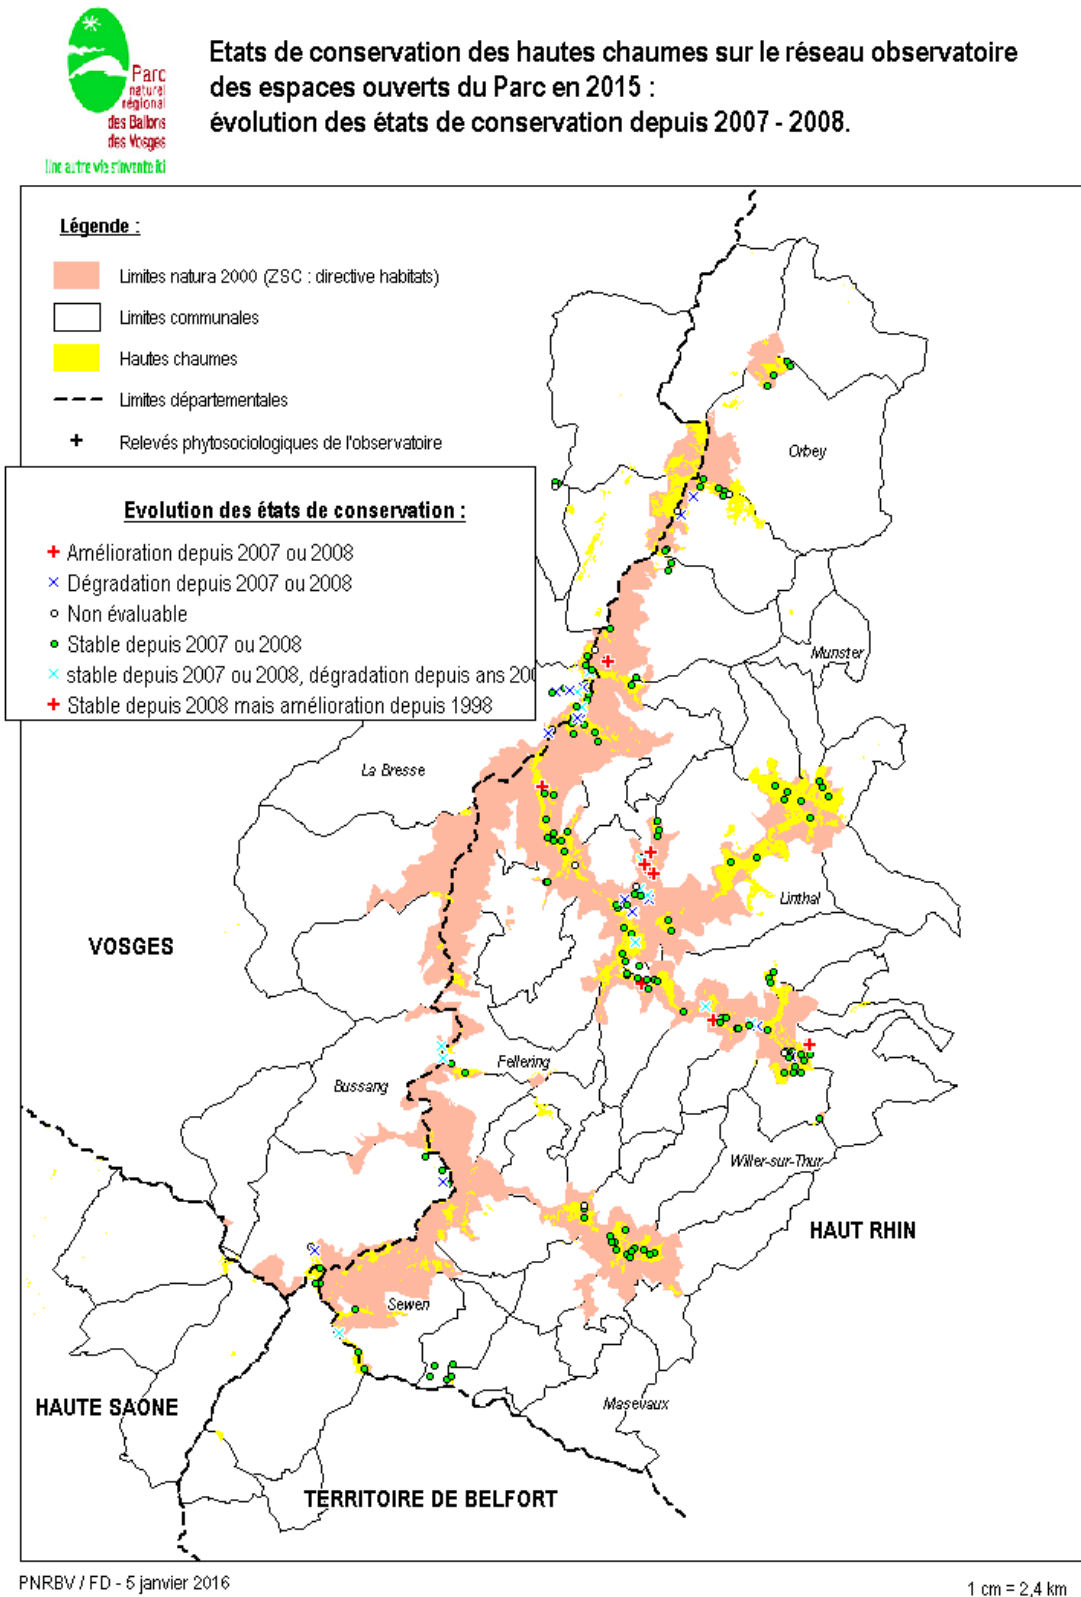 Parc
naturel
régional
des Ballons
des Vosges
Une autre vie s'invente ici
Etats de conservation des hautes chaumes sur le réseau observatoire
des espaces ouverts du Parc en 2015 :
évolution des états de conservation depuis 2007 - 2008.
Légende :
Limites natura 2000 (ZSC : directive habitats)
Limites communales
Hautes chaumes
Limites départementales
Relevés phytosociologiques de l'observatoire
Evolution des états de conservation :
Amélioration depuis 2007 ou 2008
Dégradation depuis 2007 ou 2008
Non évaluable
Stable depuis 2007 ou 2008
stable depuis 2007 ou 2008, dégradation depuis ans 200
Stable depuis 2008 mais amélioration depuis 1998
Orbey
Munster
La Bresse
Linthal
VOSGES
Fellering
Bussang
Willer-sur-Thur
HAUT RHIN
Sewen
Masevaux
HAUTE SAONE
TERRITOIRE DE BELFORT
PNRBV / FD - 5 janvier 2016
1 cm = 2,4 km